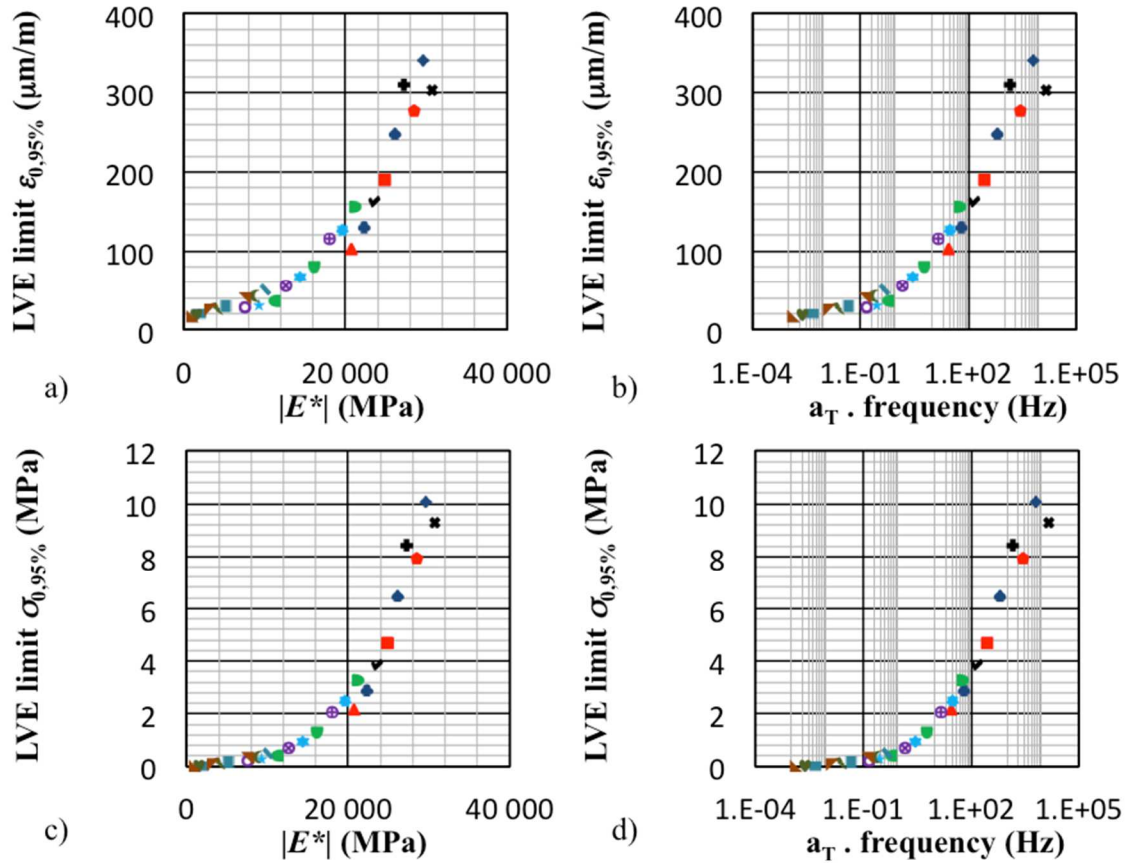 400
300
200
100
0
LVE limit ε0,95% (μm/m)
0
20 000
40 000
|E*| (MPa)
a)
400
300
200
100
0
LVE limit ε0,95% (μm/m)
1.E-04
1.E-01
1.E+02
1.E+05
aT . frequency (Hz)
b)
12
10
8
6
4
2
0
LVE limit σ0,95% (MPa)
0
20 000
40 000
|E*| (MPa)
c)
12
10
8
6
4
2
0
LVE limit σ0,95% (MPa)
1.E-04
1.E-01
1.E+02
1.E+05
aT . frequency (Hz)
d)